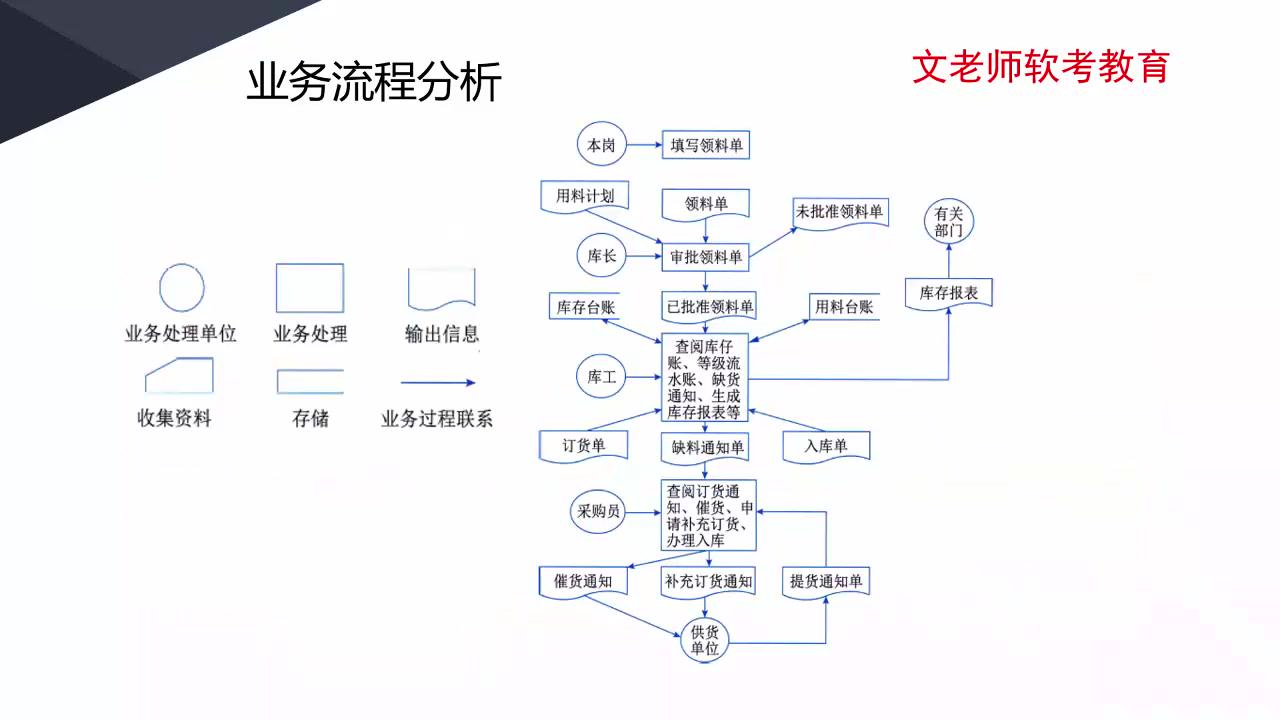 业务流程分析
文老师软考教育
业务处理单位
业务处理
输出信息
收集资料
存储
业务过程联系
本岗
填写领料单
用料计划
领料单
未批准领料单
有关
部门
库长
审批领料单
库存台账
已批准领料单
用料台账
库存报表
库工
查阅库仔
账、等级流
水账、缺货
通知、生成
库存报表等
订货单
缺料通知单
入库单
采购员
查阅订货通
知、催货、申
请补充订货、
办理入库
催货通知
补充订货通知
提货通知单
供货
单位